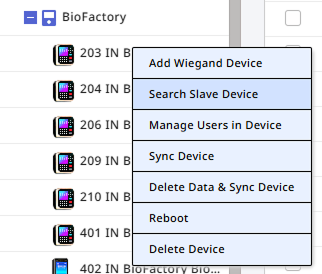 BioFactory
203 IN B
204 IN B
206 IN B
209 IN B
210 IN B
401 IN B
402 IN BioFactory Bio...
Add Wiegand Device
Search Slave Device
Manage Users in Device
Sync Device
Delete Data & Sync Device
Reboot
Delete Device